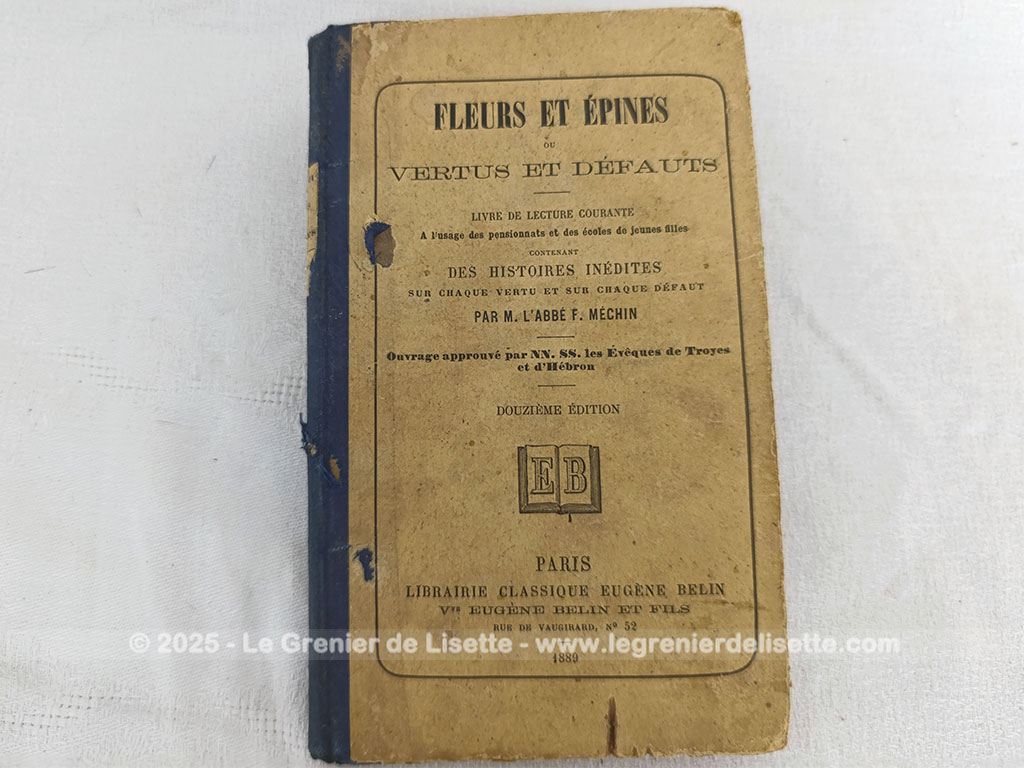 FLEURS ET ÉPINES
OU
VERTUS ET DÉFAUTS
LIVRE DE LECTURE COURANTE
A l'usage des pensionnats et des écoles de jeunes filles
CONTENANT
DES HISTOIRES INÉDITES
SUR CHAQUE VERTU ET SUR CHAQUE DÉFAUT
PAR M. L'ABBÉ F. MÉCHIN
Ouvrage approuvé par NN. SS. les Évêques de Troyes
et d'Hébron
DOUZIÈME ÉDITION
E B
PARIS
LIBRAIRIE CLASSIQUE EUGÈNE BELIN
Vve EUGÈNE BELIN ET FILS
RUE DE VAUGIRARD, No 52
© 2025 - Le Grenier de Lisette - www.legrenierdelisette.com
1889